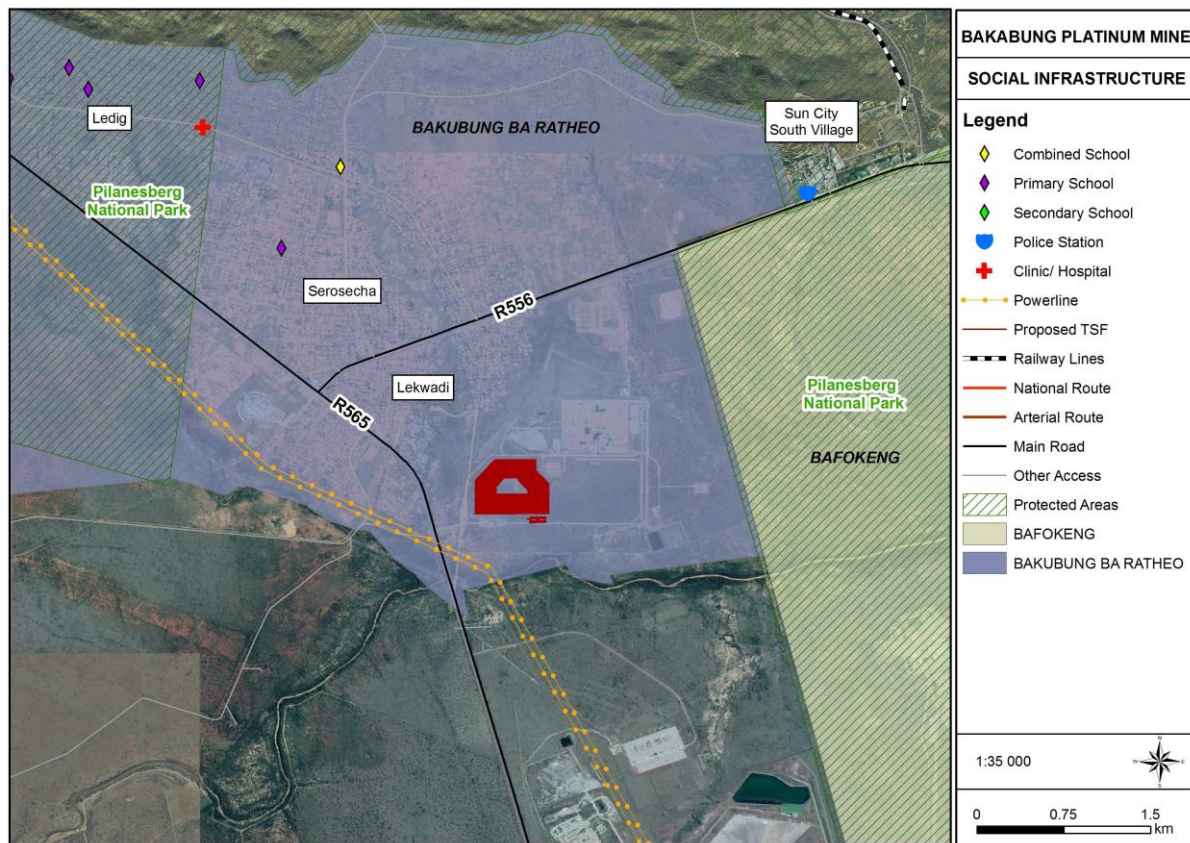 Ledig
Pilanesberg
National Park
BAKUBUNG BA RATHEO
Sun City
South Village
Serosecha
R556
Lekwadi
R565
Pilanesberg
National Park
BAFOKENG
BAKABUNG PLATINUM MINE
SOCIAL INFRASTRUCTURE
Legend
Combined School
Primary School
Secondary School
Police Station
Clinic/ Hospital
Powerline
Proposed TSF
Railway Lines
National Route
Arterial Route
Main Road
Other Access
Protected Areas
BAFOKENG
BAKUBUNG BA RATHEO
1:35 000
N
W E
S
0 0.75 1.5
km